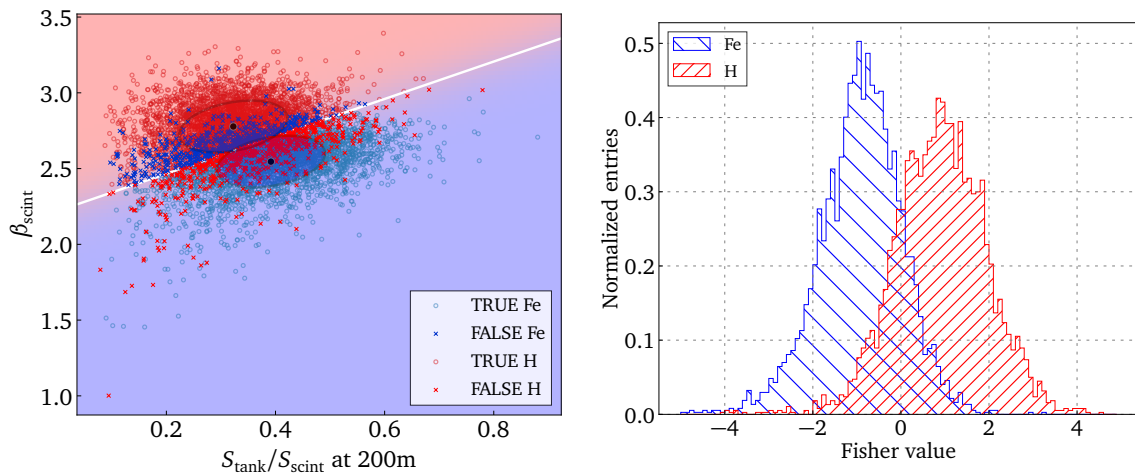 3.5
3.0
2.5
2.0
1.5
1.0
β_scint
0.2
0.4
0.6
0.8
S_tank/S_scint at 200m
TRUE Fe
FALSE Fe
TRUE H
FALSE H
Fe
H
0.5
0.4
0.3
0.2
0.1
0.0
Normalized entries
−4
−2
0
2
4
Fisher value